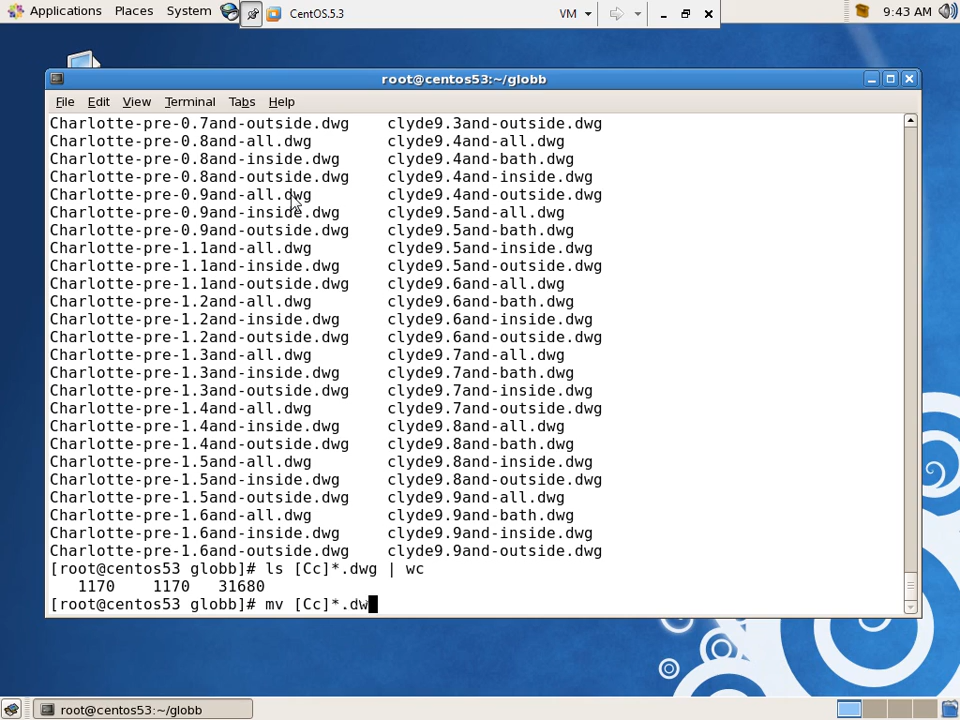 Applications Places System CentOS.5.3 VM 9:43 AM
root@centos53:~/globb
File Edit View Terminal Tabs Help
Charlotte-pre-0.7and-outside.dwg clyde9.3and-outside.dwg
Charlotte-pre-0.8and-all.dwg clyde9.4and-all.dwg
Charlotte-pre-0.8and-inside.dwg clyde9.4and-bath.dwg
Charlotte-pre-0.8and-outside.dwg clyde9.4and-inside.dwg
Charlotte-pre-0.9and-all.dwg clyde9.4and-outside.dwg
Charlotte-pre-0.9and-inside.dwg clyde9.5and-all.dwg
Charlotte-pre-0.9and-outside.dwg clyde9.5and-bath.dwg
Charlotte-pre-1.1and-all.dwg clyde9.5and-inside.dwg
Charlotte-pre-1.1and-inside.dwg clyde9.5and-outside.dwg
Charlotte-pre-1.1and-outside.dwg clyde9.6and-all.dwg
Charlotte-pre-1.2and-all.dwg clyde9.6and-bath.dwg
Charlotte-pre-1.2and-inside.dwg clyde9.6and-inside.dwg
Charlotte-pre-1.2and-outside.dwg clyde9.6and-outside.dwg
Charlotte-pre-1.3and-all.dwg clyde9.7and-all.dwg
Charlotte-pre-1.3and-inside.dwg clyde9.7and-bath.dwg
Charlotte-pre-1.3and-outside.dwg clyde9.7and-inside.dwg
Charlotte-pre-1.4and-all.dwg clyde9.7and-outside.dwg
Charlotte-pre-1.4and-inside.dwg clyde9.8and-all.dwg
Charlotte-pre-1.4and-outside.dwg clyde9.8and-bath.dwg
Charlotte-pre-1.5and-all.dwg clyde9.8and-inside.dwg
Charlotte-pre-1.5and-inside.dwg clyde9.8and-outside.dwg
Charlotte-pre-1.5and-outside.dwg clyde9.9and-all.dwg
Charlotte-pre-1.6and-all.dwg clyde9.9and-bath.dwg
Charlotte-pre-1.6and-inside.dwg clyde9.9and-inside.dwg
Charlotte-pre-1.6and-outside.dwg clyde9.9and-outside.dwg
[root@centos53 globb]# ls [Cc]*.dwg | wc
1170 1170 31680
[root@centos53 globb]# mv [Cc]*.dw
root@centos53:~/globb